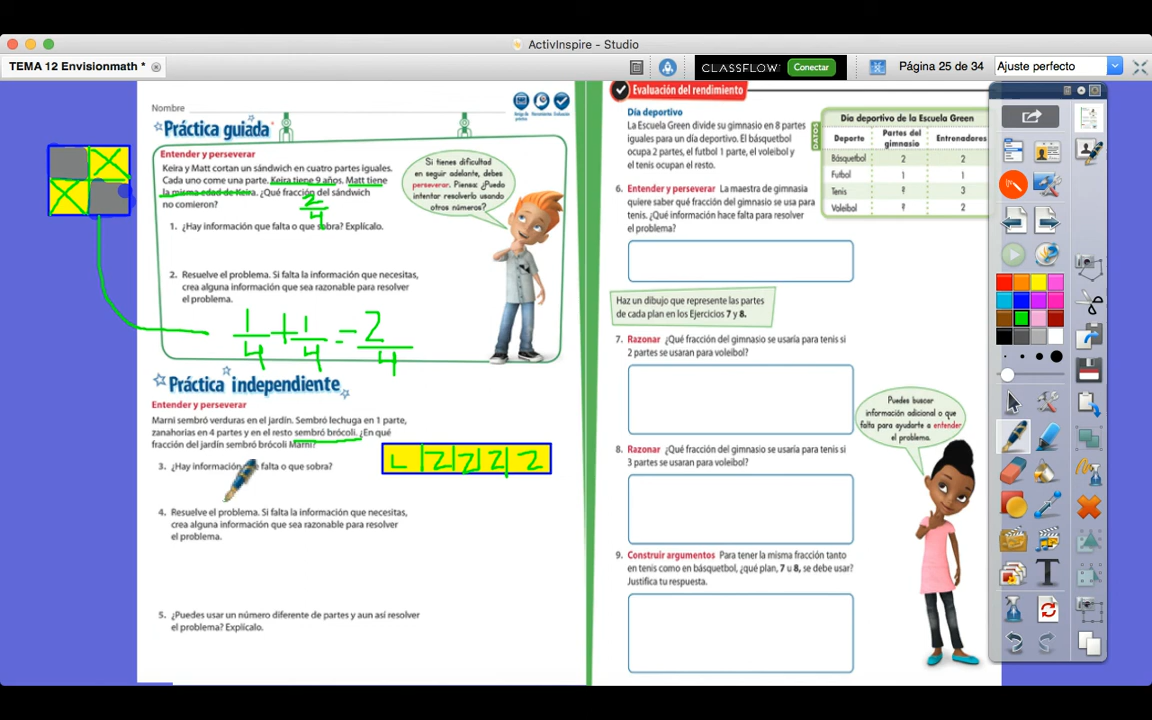 ActivInspire - Studio
TEMA 12 Envisionmath *
CLASSFLOW Conectar
Página 25 de 34
Ajuste perfecto
Nombre
Práctica guiada
Entender y perseverar
Keira y Matt cortan un sándwich en cuatro partes iguales.
Cada uno come una parte. Keira tiene 9 años. Matt tiene
la misma edad de Keira. ¿Qué fracción del sándwich
no comieron?
2/4
Si tienes dificultad
en seguir adelante, debes
perseverar. Piensa: ¿Puedo
intentar resolverlo usando
otros números?
1. ¿Hay información que falta o que sobra? Explícalo.
2. Resuelve el problema. Si falta la información que necesitas,
crea alguna información que sea razonable para resolver
el problema.
1/4 + 1/4 = 2/4
Práctica independiente
Entender y perseverar
Marni sembró verduras en el jardín. Sembró lechuga en 1 parte,
zanahorias en 4 partes y en el resto sembró brócoli. ¿En qué
fracción del jardín sembró brócoli Marni?
L Z Z Z Z
3. ¿Hay información que falta o que sobra?
4. Resuelve el problema. Si falta la información que necesitas,
crea alguna información que sea razonable para resolver
el problema.
5. ¿Puedes usar un número diferente de partes y aun así resolver
el problema? Explícalo.
Evaluación del rendimiento
Día deportivo
La Escuela Green divide su gimnasio en 8 partes
iguales para un día deportivo. El básquetbol
ocupa 2 partes, el futbol 1 parte, el voleibol y
el tenis ocupan el resto.
DATOS
Día deportivo de la Escuela Green
Deporte Partes del gimnasio Entrenadores
Básquetbol 2 2
Futbol 1 1
Tenis ? 3
Voleibol ? 2
6. Entender y perseverar La maestra de gimnasia
quiere saber qué fracción del gimnasio se usa para
tenis. ¿Qué información hace falta para resolver
el problema?
Haz un dibujo que represente las partes
de cada plan en los Ejercicios 7 y 8.
7. Razonar ¿Qué fracción del gimnasio se usaría para tenis si
2 partes se usaran para voleibol?
8. Razonar ¿Qué fracción del gimnasio se usaría para tenis si
3 partes se usaran para voleibol?
Puedes buscar
información adicional o que
falta para ayudarte a entender
el problema.
9. Construir argumentos Para tener la misma fracción tanto
en tenis como en básquetbol, ¿qué plan, 7 u 8, se debe usar?
Justifica tu respuesta.